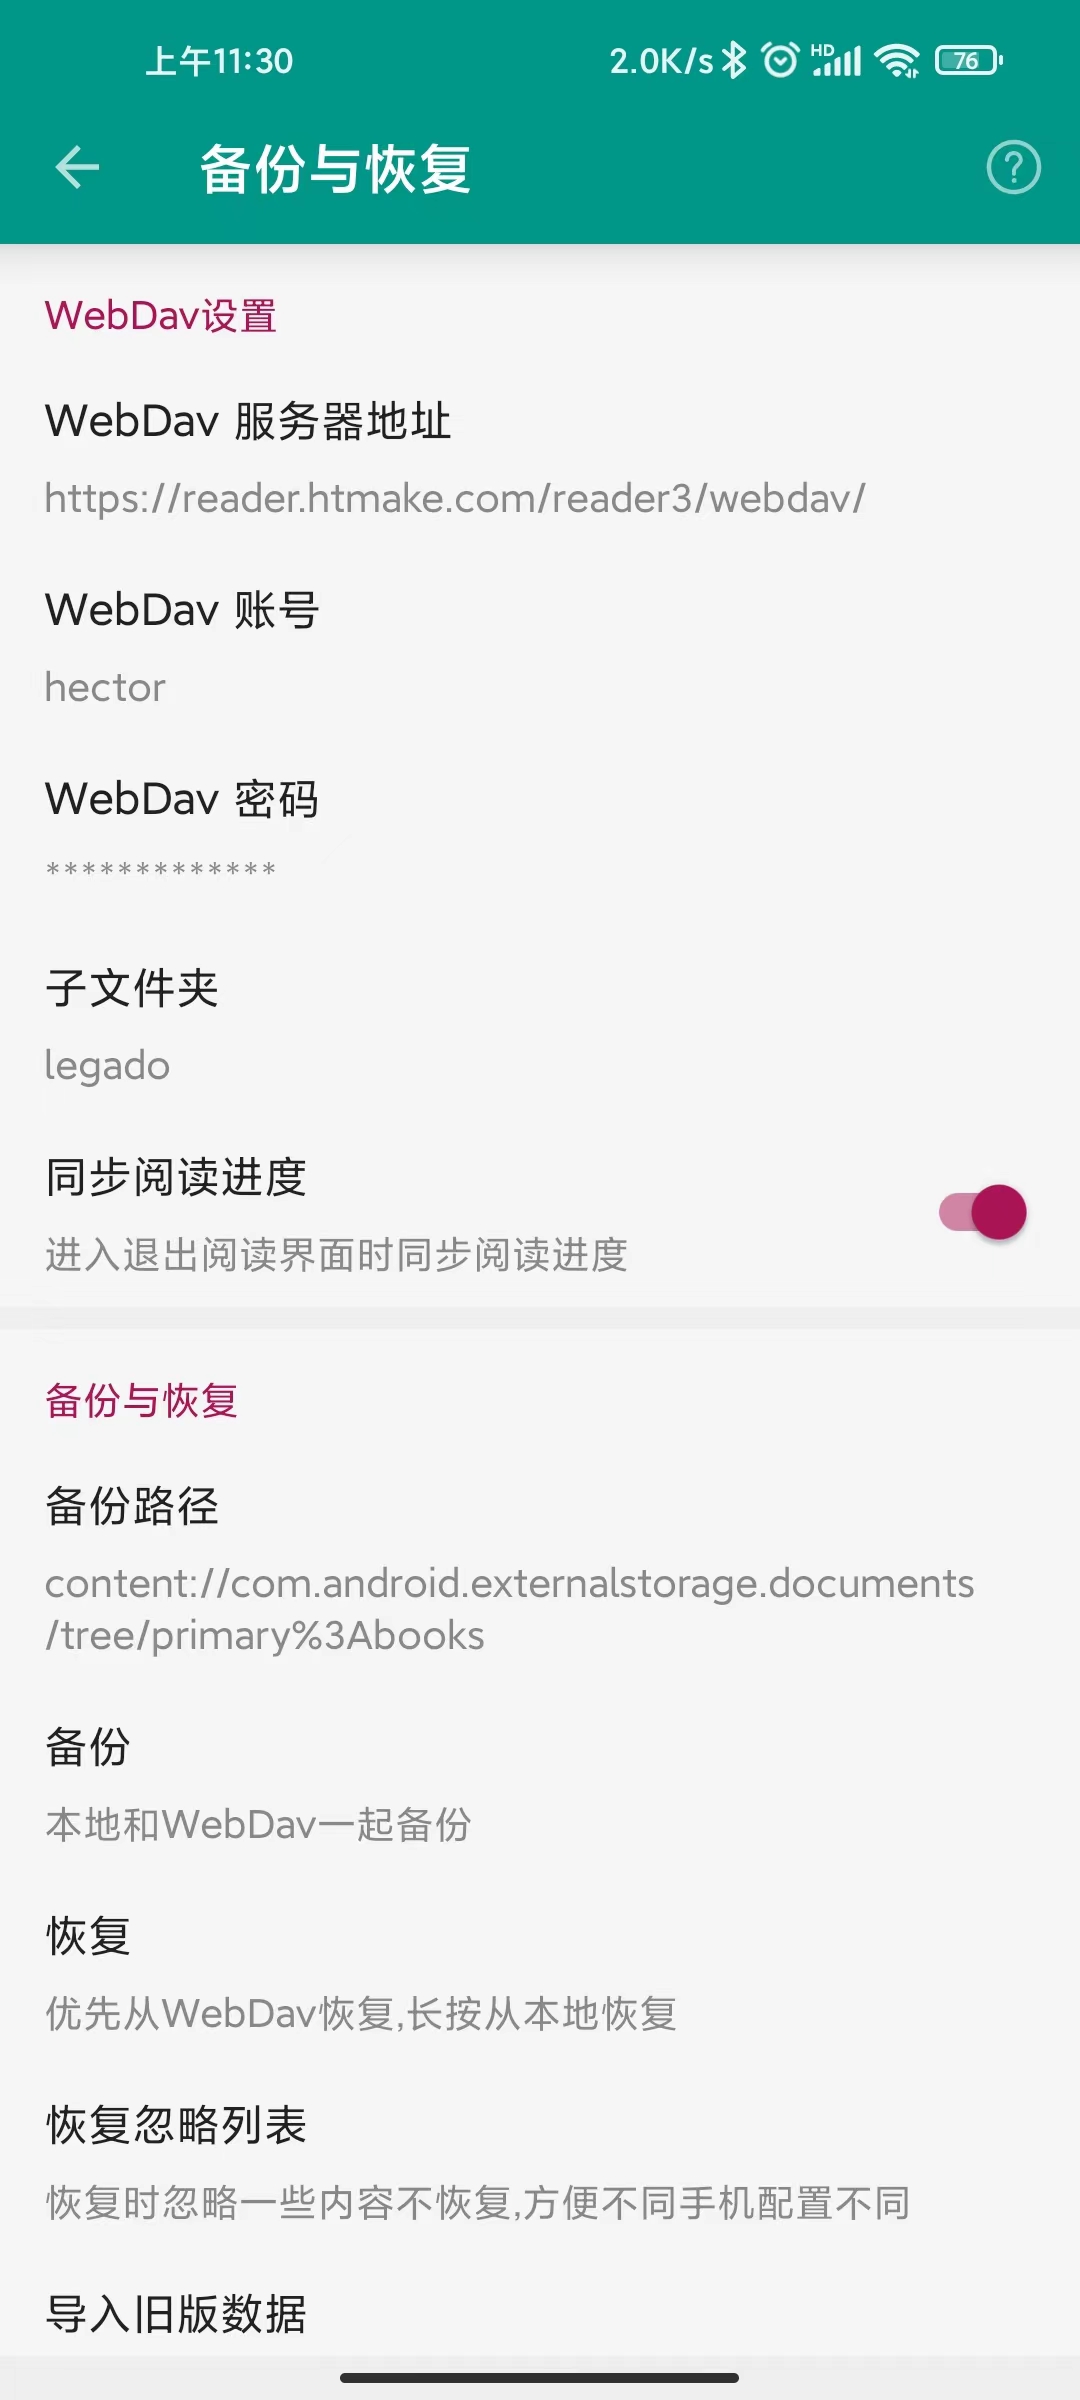 上午11:30
2.0K/s HD 76
备份与恢复
WebDav设置
WebDav 服务器地址
https://reader.htmake.com/reader3/webdav/
WebDav 账号
hector
WebDav 密码
*************
子文件夹
legado
同步阅读进度
进入退出阅读界面时同步阅读进度
备份与恢复
备份路径
content://com.android.externalstorage.documents
/tree/primary%3Abooks
备份
本地和WebDav一起备份
恢复
优先从WebDav恢复,长按从本地恢复
恢复忽略列表
恢复时忽略一些内容不恢复,方便不同手机配置不同
导入旧版数据